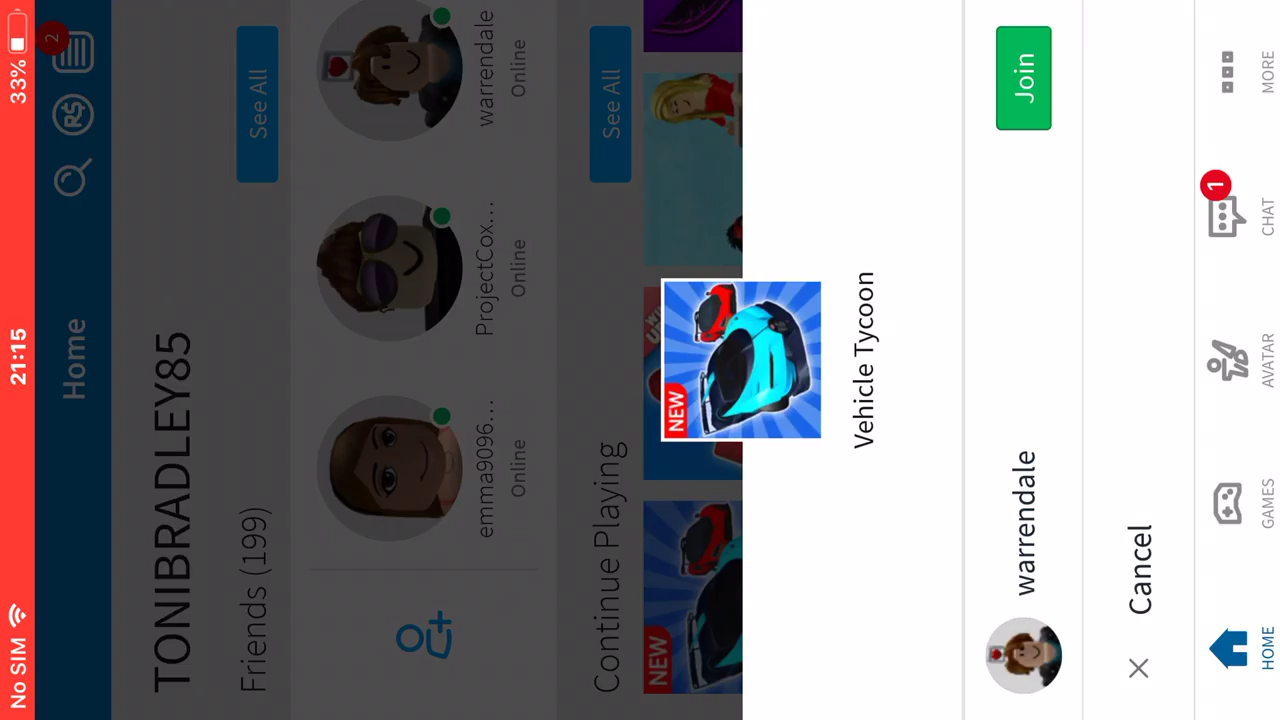 No SIM 21:15 33%
Home
R$
2
TONIBRADLEY85
Friends (199)
See All
emma9096...
ProjectCox...
warrendale
Online
Online
Online
Continue Playing
See All
NEW
NEW
Vehicle Tycoon
warrendale
Join
Cancel
1
HOME
GAMES
AVATAR
CHAT
MORE